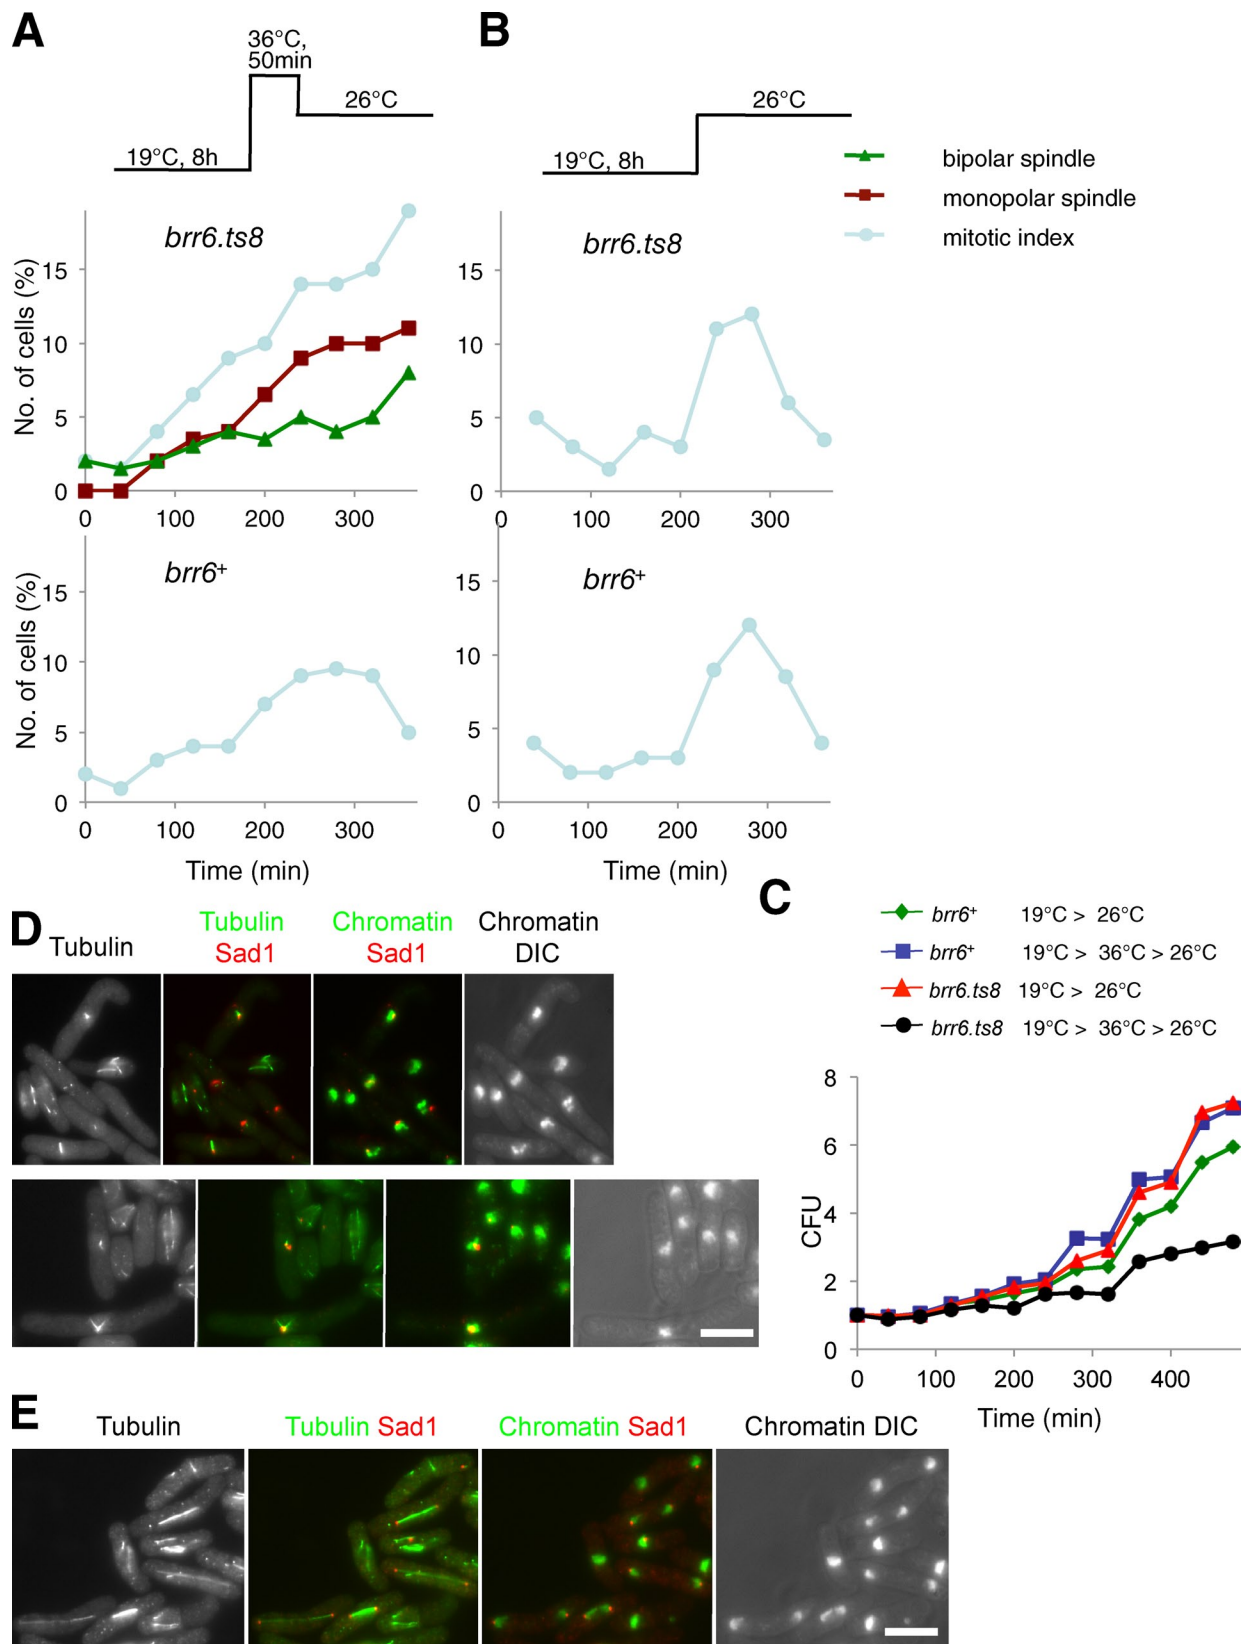 A
36°C,
50min
26°C
19°C, 8h
brr6.ts8
No. of cells (%)
15
10
5
0
0 100 200 300
brr6+
No. of cells (%)
15
10
5
0
0 100 200 300
Time (min)
B
26°C
19°C, 8h
brr6.ts8
15
10
5
0
0 100 200 300
brr6+
15
10
5
0
0 100 200 300
Time (min)
bipolar spindle
monopolar spindle
mitotic index
C
brr6+ 19°C > 26°C
brr6+ 19°C > 36°C > 26°C
brr6.ts8 19°C > 26°C
brr6.ts8 19°C > 36°C > 26°C
CFU
8
6
4
2
0
0 100 200 300 400
Time (min)
D
Tubulin
Tubulin
Sad1
Chromatin
Sad1
Chromatin
DIC
E
Tubulin
Tubulin Sad1
Chromatin Sad1
Chromatin DIC